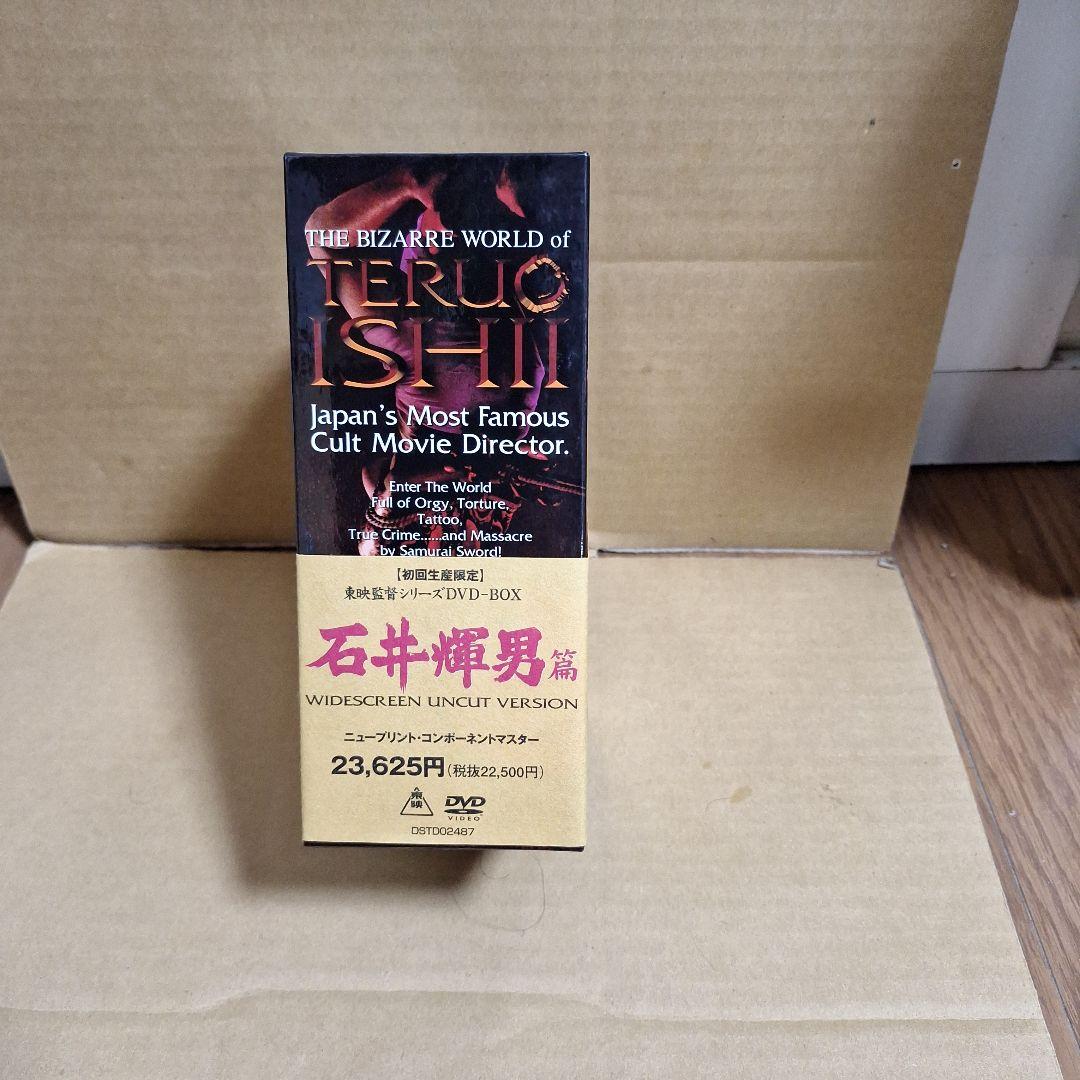 THE BIZARRE WORLD of
TERUO
ISHII
Japan's Most Famous
Cult Movie Director.
Enter The World
Full of Orgy, Torture,
Tattoo,
True Crime......and Massacre
by Samurai Sword!
【初回生産限定】
東映監督シリーズDVD-BOX
石井輝男篇
WIDESCREEN UNCUT VERSION
ニュープリント・コンポーネントマスター
23,625円(税抜22,500円)
東映
DVD
VIDEO
DSTD02487